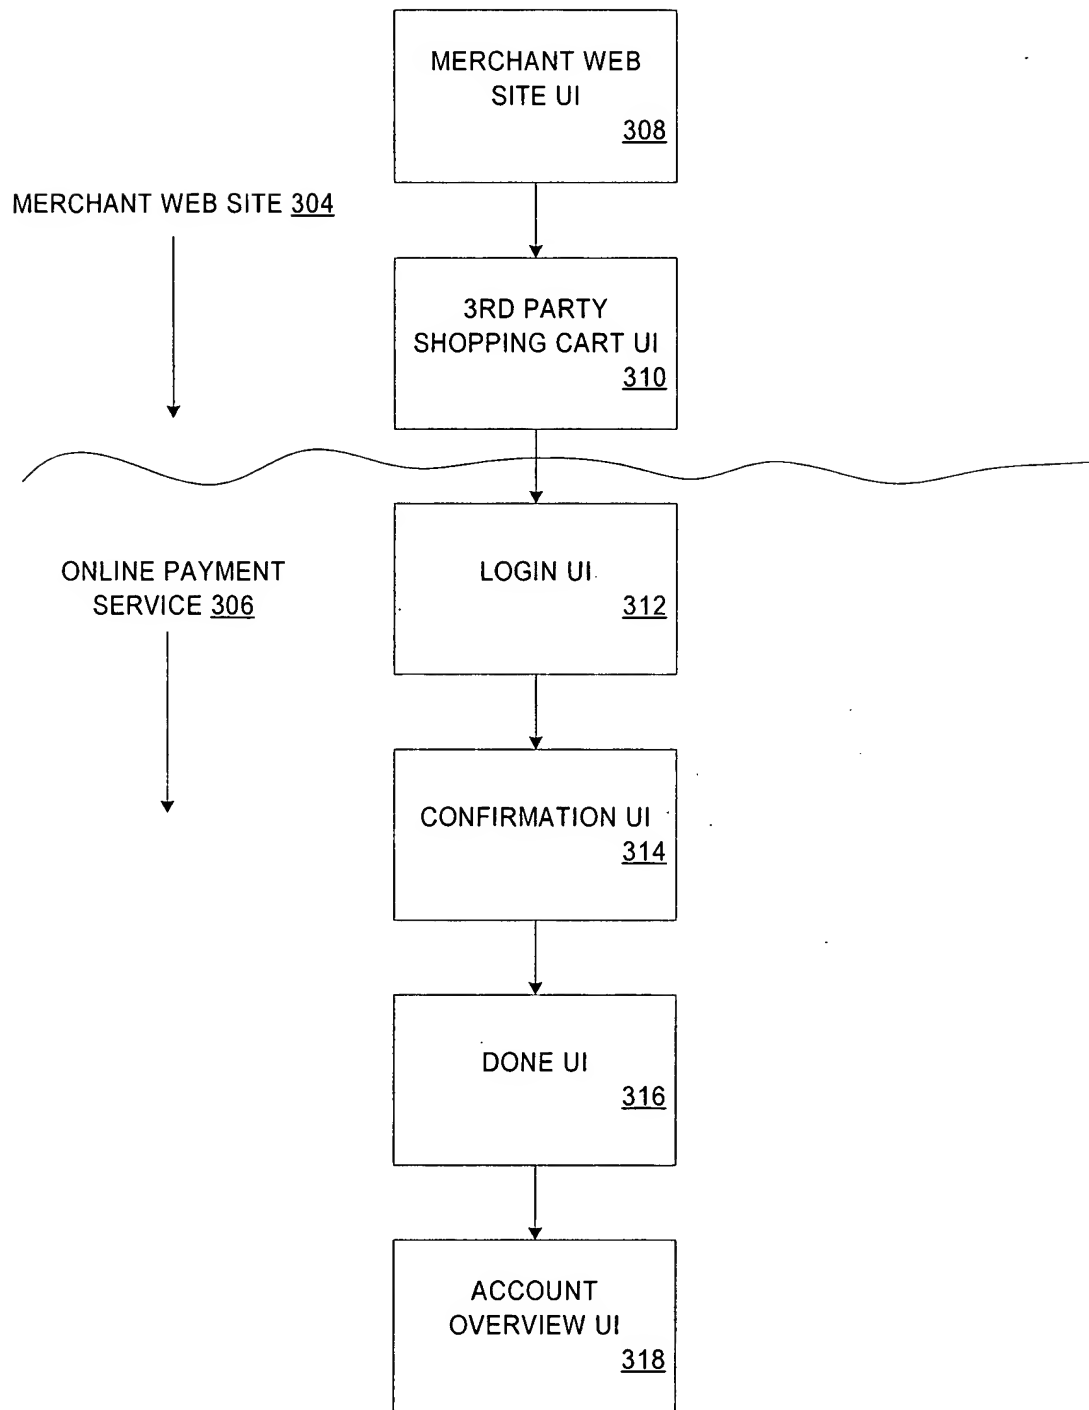 MERCHANT WEB
SITE UI
308
MERCHANT WEB SITE 304
3RD PARTY
SHOPPING CART UI
310
ONLINE PAYMENT
SERVICE 306
LOGIN UI
312
CONFIRMATION UI
314
DONE UI
316
ACCOUNT
OVERVIEW UI
318